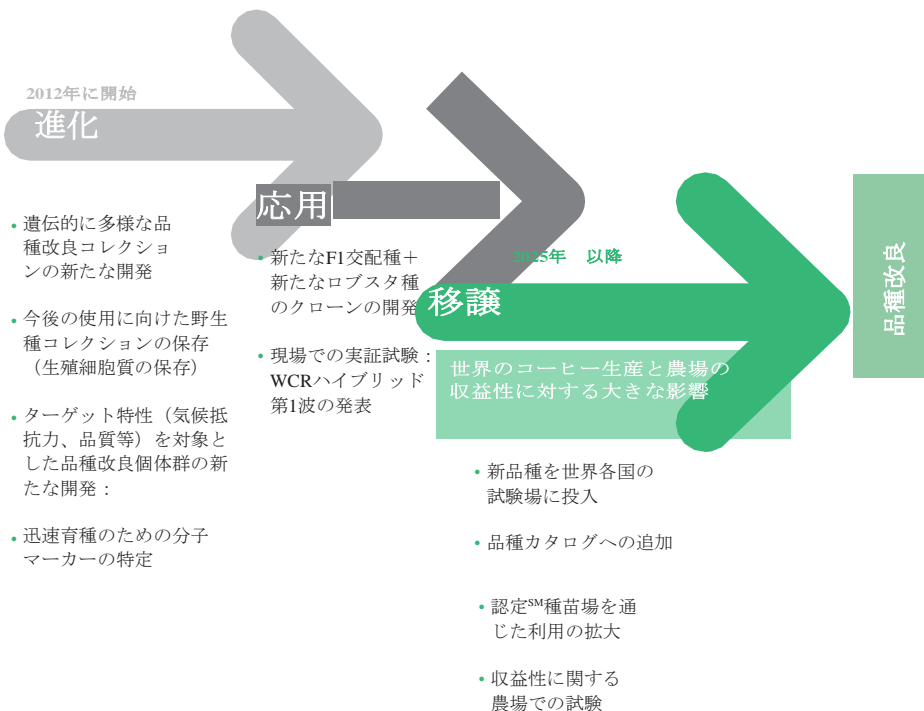 2012年に開始
進化
・遺伝的に多様な品
種改良コレクショ
ンの新たな開発
・今後の使用に向けた野生
種コレクションの保存
（生殖細胞質の保存）
・ターゲット特性（気候抵
抗力、品質等）を対象と
した品種改良個体群の新
たな開発：
・迅速育種のための分子
マーカーの特定
応用
・新たなF1交配種＋
新たなロブスタ種
のクローンの開発
・現場での実証試験：
WCRハイブリッド
第1波の発表
2025年　以降
移譲
世界のコーヒー生産と農場の
収益性に対する大きな影響
・新品種を世界各国の
試験場に投入
・品種カタログへの追加
・認定SM種苗場を通
じた利用の拡大
・収益性に関する
農場での試験
品種改良